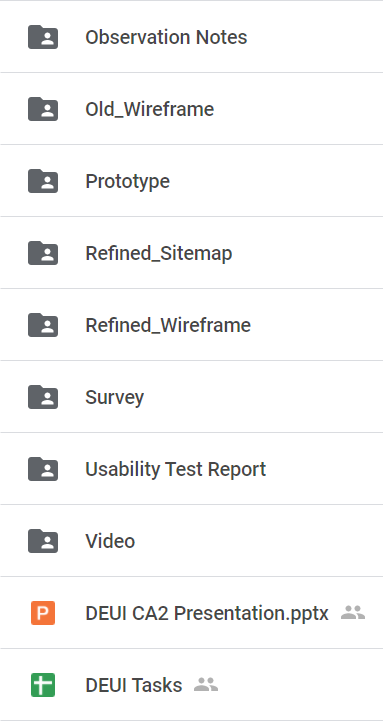 Observation Notes
Old_Wireframe
Prototype
Refined_Sitemap
Refined_Wireframe
Survey
Usability Test Report
Video
P DEUI CA2 Presentation.pptx
DEUI Tasks